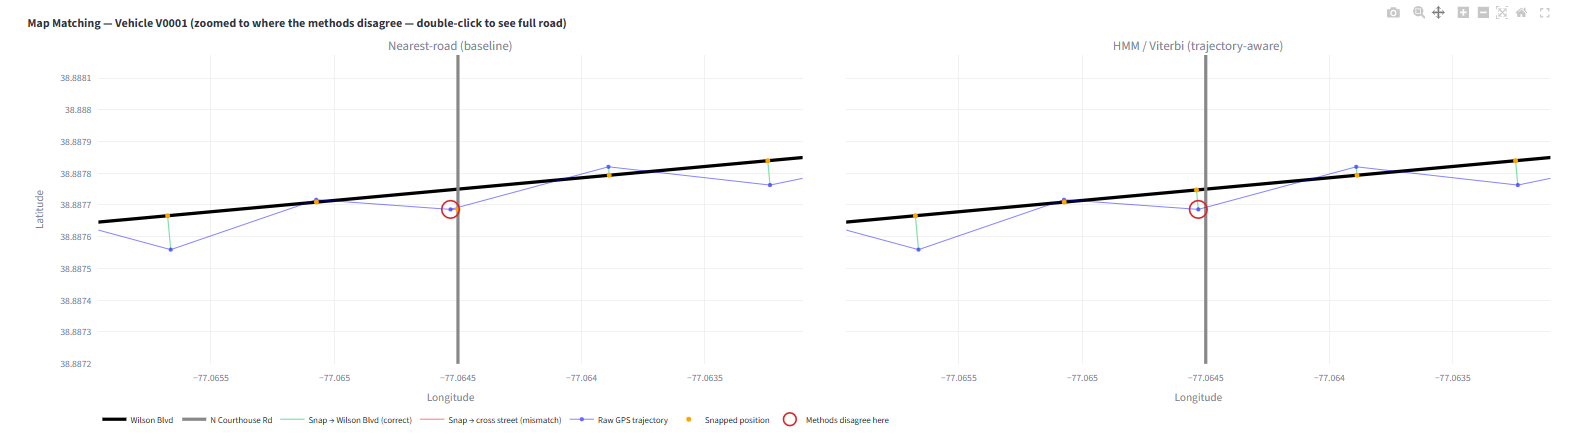 Map Matching — Vehicle V0001 (zoomed to where the methods disagree — double-click to see full road)
Nearest-road (baseline)
HMM / Viterbi (trajectory-aware)
38.8881
38.888
38.8879
38.8878
38.8877
38.8876
38.8875
38.8874
38.8873
38.8872
Latitude
−77.0655
−77.065
−77.0645
−77.064
−77.0635
−77.0655
−77.065
−77.0645
−77.064
−77.0635
Longitude
Longitude
Wilson Blvd
N Courthouse Rd
Snap → Wilson Blvd (correct)
Snap → cross street (mismatch)
Raw GPS trajectory
Snapped position
Methods disagree here